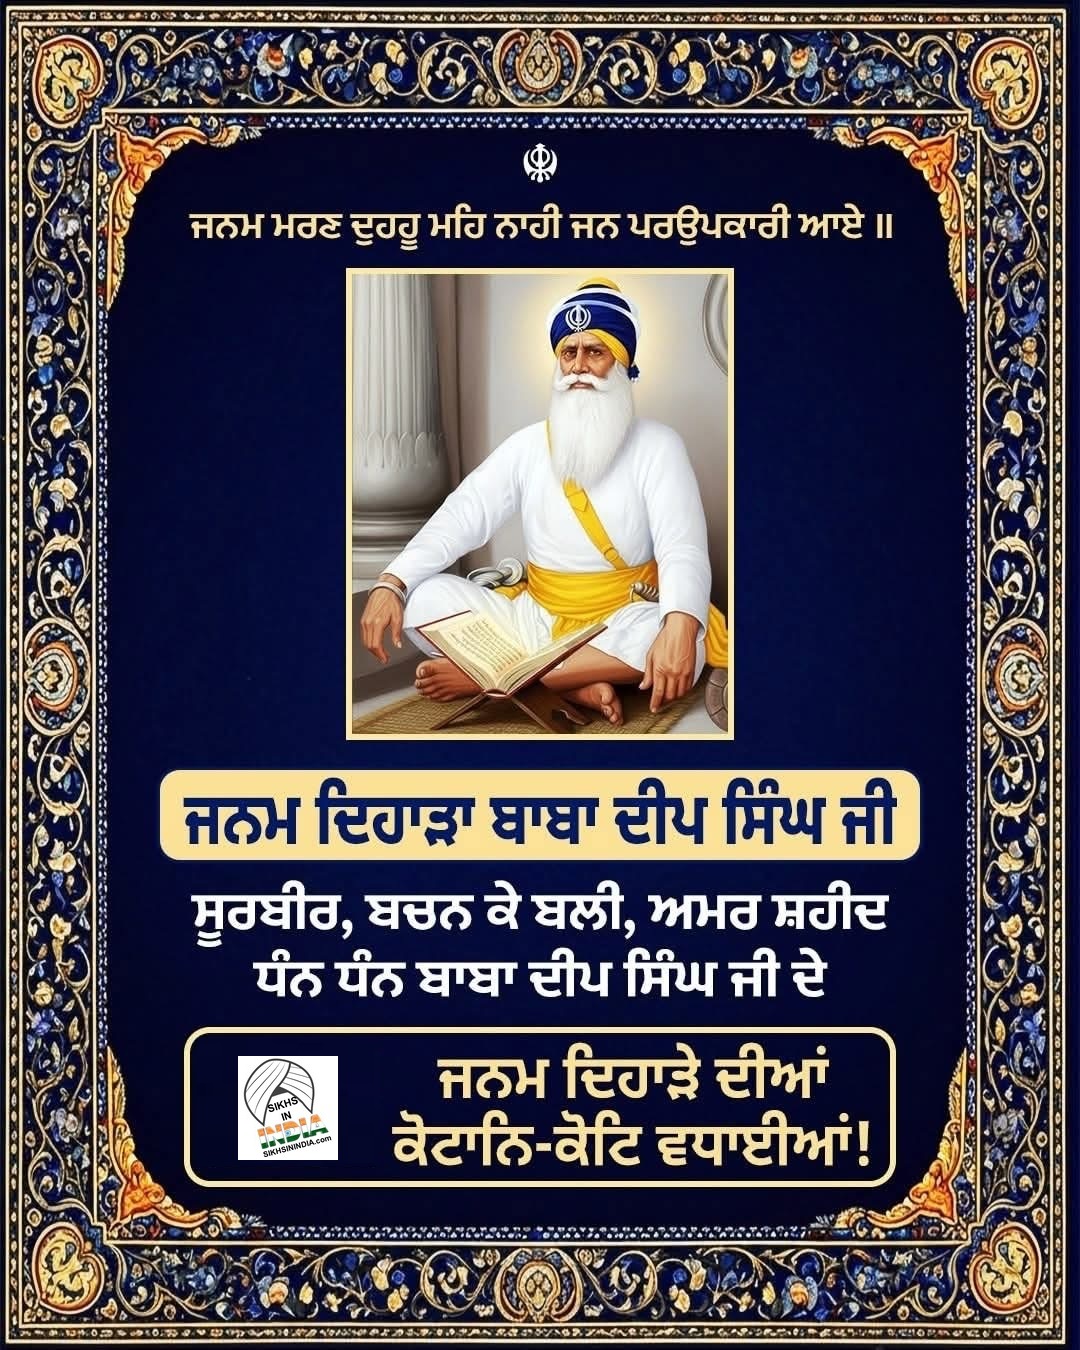 ਜਨਮ ਮਰਣ ਦੁਹਹੂ ਮਹਿ ਨਾਹੀ ਜਨ ਪਰਉਪਕਾਰੀ ਆਏ ॥
ਜਨਮ ਦਿਹਾੜਾ ਬਾਬਾ ਦੀਪ ਸਿੰਘ ਜੀ
ਸੂਰਬੀਰ, ਬਚਨ ਕੇ ਬਲੀ, ਅਮਰ ਸ਼ਹੀਦ
ਧੰਨ ਧੰਨ ਬਾਬਾ ਦੀਪ ਸਿੰਘ ਜੀ ਦੇ
ਜਨਮ ਦਿਹਾੜੇ ਦੀਆਂ
ਕੋਟਾਨਿ-ਕੋਟਿ ਵਧਾਈਆਂ!
SIKHS
IN
INDIA
SIKHSININDIA.com